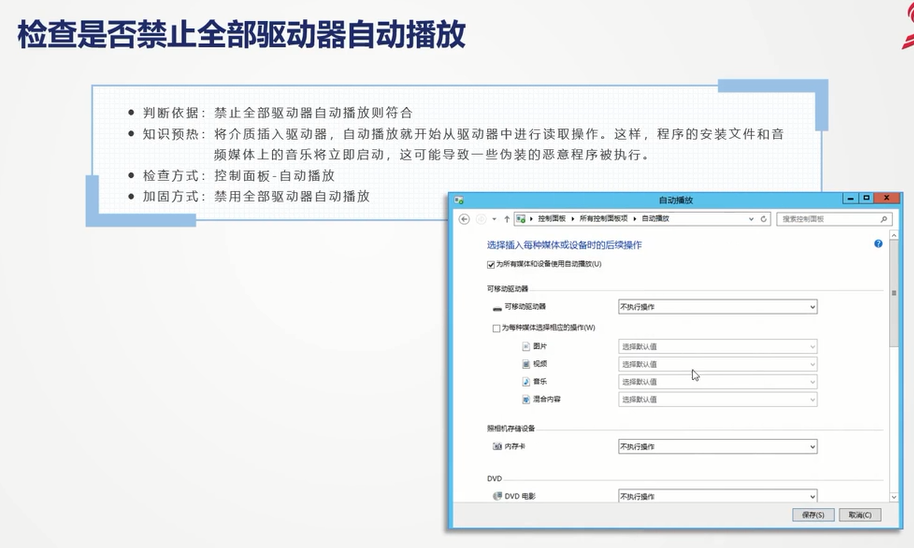 检查是否禁止全部驱动器自动播放
● 判断依据：禁止全部驱动器自动播放则符合
● 知识预热：将介质插入驱动器，自动播放就开始从驱动器中进行读取操作。这样，程序的安装文件和音
频媒体上的音乐将立即启动，这可能导致一些伪装的恶意程序被执行。
● 检查方式：控制面板-自动播放
● 加固方式：禁用全部驱动器自动播放
自动播放
控制面板 所有控制面板项 自动播放 搜索控制面板
选择插入每种媒体或设备时的后续操作
为所有媒体和设备使用自动播放(U)
可移动驱动器
可移动驱动器 不执行操作
为每种媒体选择相应的操作(W)
图片 选择默认值
视频 选择默认值
音乐 选择默认值
混合内容 选择默认值
照相机存储设备
内存卡 不执行操作
DVD
DVD 电影 不执行操作
保存(S) 取消(C)